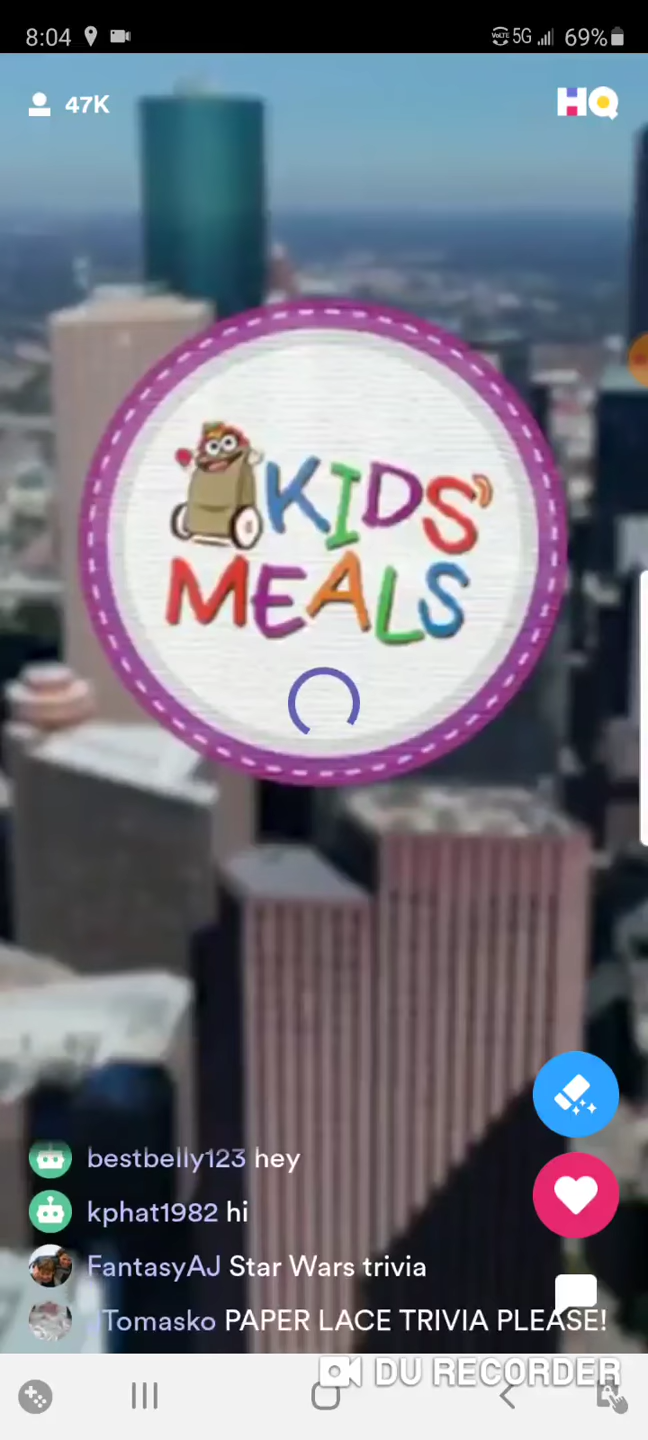 8:04
VoLTE 5G 69%
47K
HQ
KIDS'
MEALS
bestbelly123 hey
kphat1982 hi
FantasyAJ Star Wars trivia
Tomasko PAPER LACE TRIVIA PLEASE!
DU RECORDER